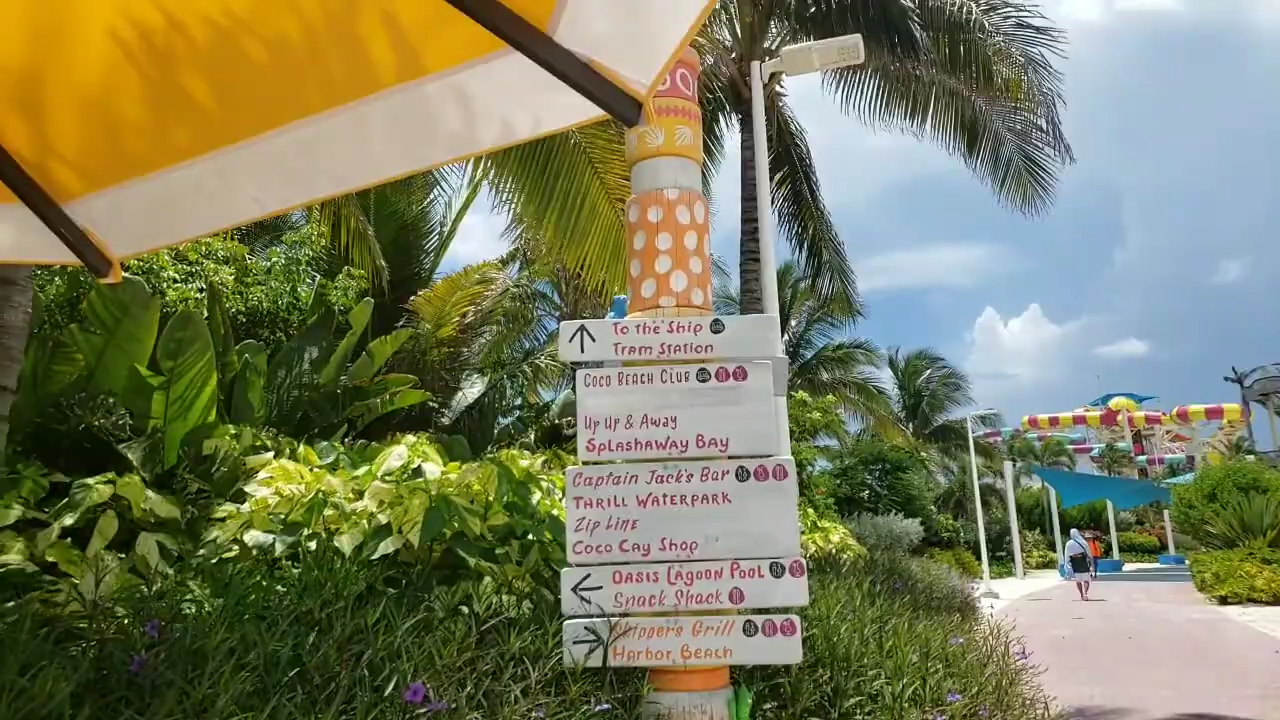 To the Ship
Tram Station
Coco Beach Club
Up Up & Away
Splashaway Bay
Captain Jack's Bar
Thrill Waterpark
Zip Line
Coco Cay Shop
Oasis Lagoon Pool
Snack Shack
Skippers Grill
Harbor Beach